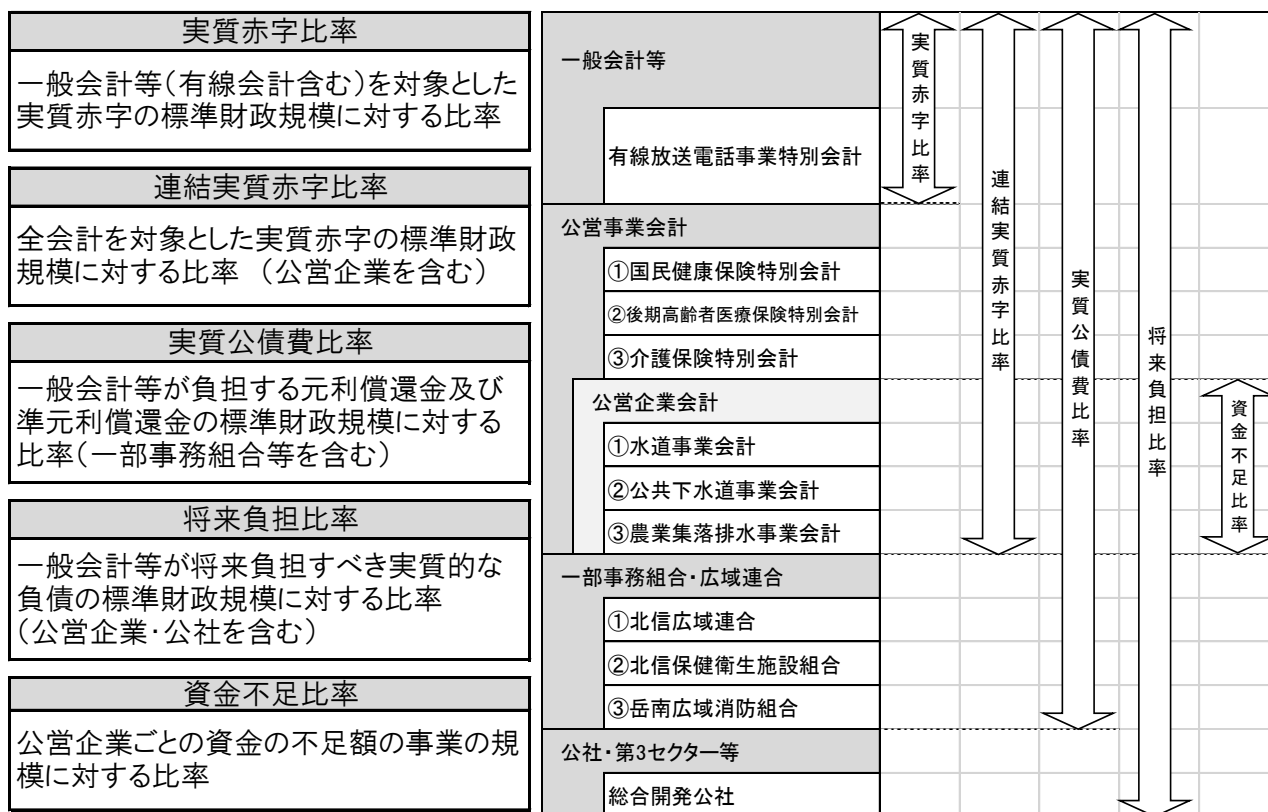 実質赤字比率
一般会計等(有線会計含む)を対象とした
実質赤字の標準財政規模に対する比率
連結実質赤字比率
全会計を対象とした実質赤字の標準財政
規模に対する比率 (公営企業を含む)
実質公債費比率
一般会計等が負担する元利償還金及び
準元利償還金の標準財政規模に対する
比率(一部事務組合等を含む)
将来負担比率
一般会計等が将来負担すべき実質的な
負債の標準財政規模に対する比率
(公営企業・公社を含む)
資金不足比率
公営企業ごとの資金の不足額の事業の規
模に対する比率
一般会計等
有線放送電話事業特別会計
公営事業会計
①国民健康保険特別会計
②後期高齢者医療保険特別会計
③介護保険特別会計
公営企業会計
①水道事業会計
②公共下水道事業会計
③農業集落排水事業会計
一部事務組合・広域連合
①北信広域連合
②北信保健衛生施設組合
③岳南広域消防組合
公社・第3セクター等
総合開発公社
実質赤字比率
連結実質赤字比率
実質公債費比率
将来負担比率
資金不足比率